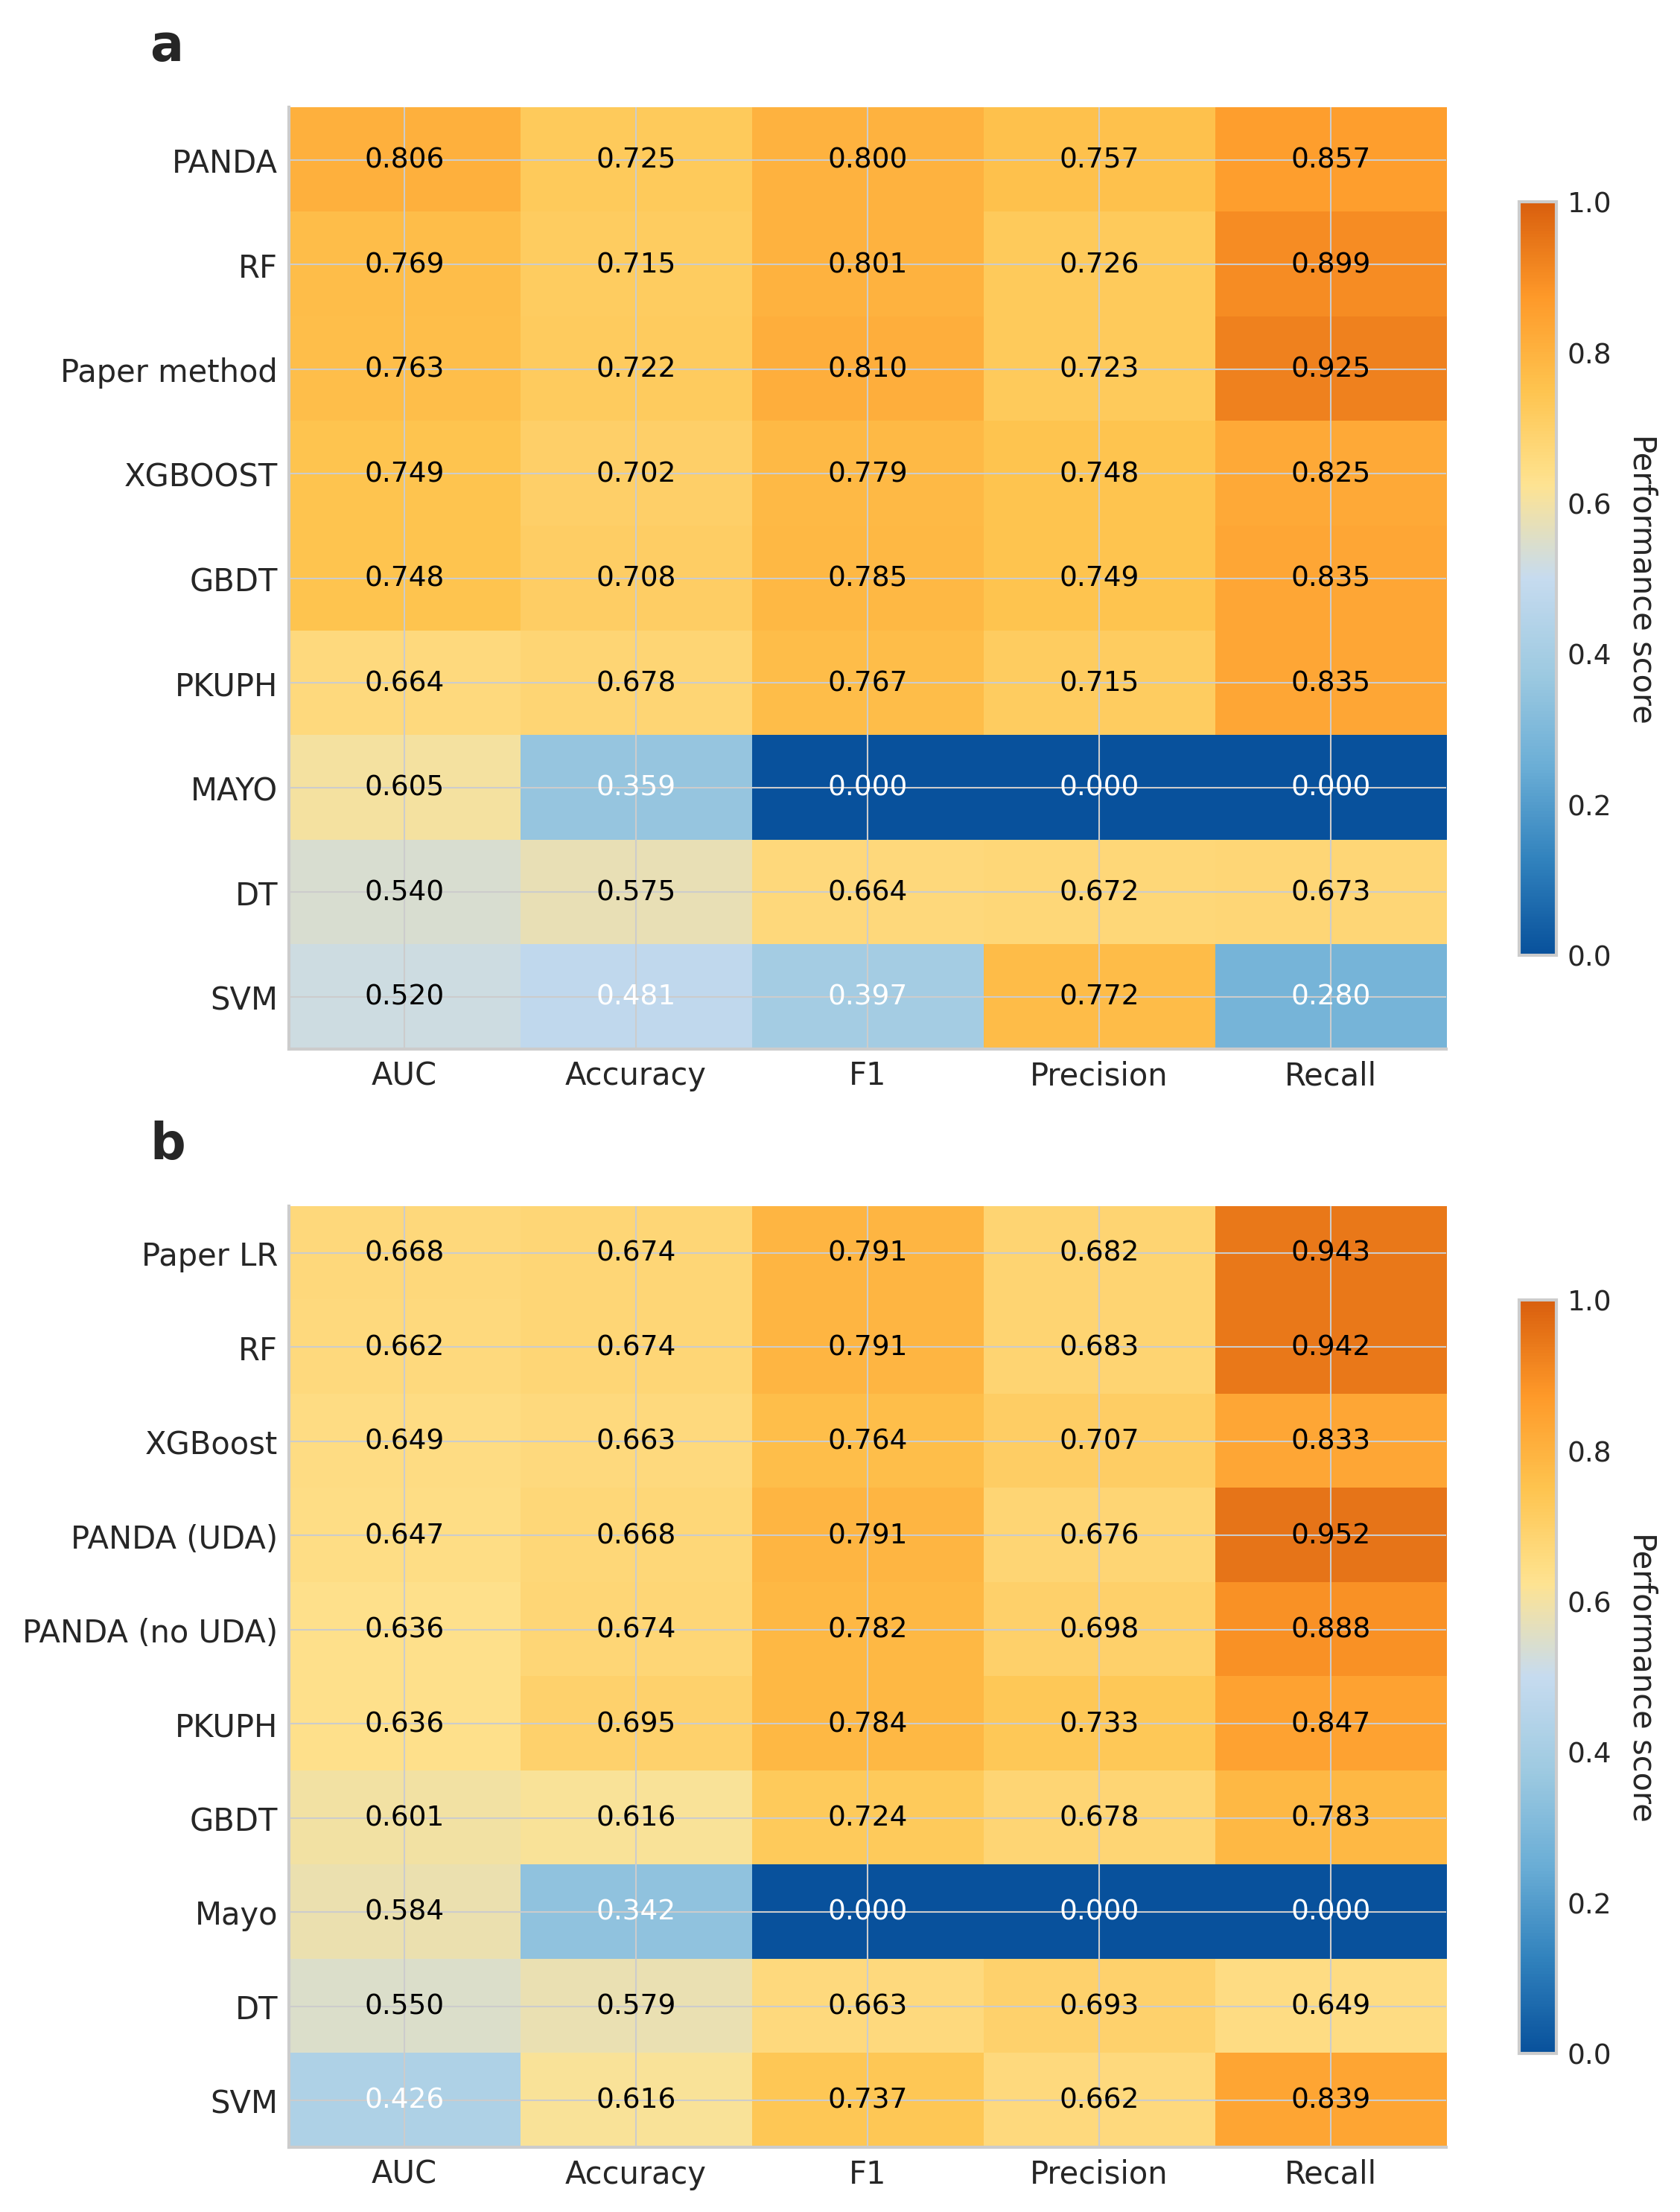 a
PANDA 0.806 0.725 0.800 0.757 0.857
RF 0.769 0.715 0.801 0.726 0.899
Paper method 0.763 0.722 0.810 0.723 0.925
XGBOOST 0.749 0.702 0.779 0.748 0.825
GBDT 0.748 0.708 0.785 0.749 0.835
PKUPH 0.664 0.678 0.767 0.715 0.835
MAYO 0.605 0.359 0.000 0.000 0.000
DT 0.540 0.575 0.664 0.672 0.673
SVM 0.520 0.481 0.397 0.772 0.280
AUC Accuracy F1 Precision Recall
1.0
0.8
0.6
0.4
0.2
0.0
Performance score
b
Paper LR 0.668 0.674 0.791 0.682 0.943
RF 0.662 0.674 0.791 0.683 0.942
XGBoost 0.649 0.663 0.764 0.707 0.833
PANDA (UDA) 0.647 0.668 0.791 0.676 0.952
PANDA (no UDA) 0.636 0.674 0.782 0.698 0.888
PKUPH 0.636 0.695 0.784 0.733 0.847
GBDT 0.601 0.616 0.724 0.678 0.783
Mayo 0.584 0.342 0.000 0.000 0.000
DT 0.550 0.579 0.663 0.693 0.649
SVM 0.426 0.616 0.737 0.662 0.839
AUC Accuracy F1 Precision Recall
1.0
0.8
0.6
0.4
0.2
0.0
Performance score